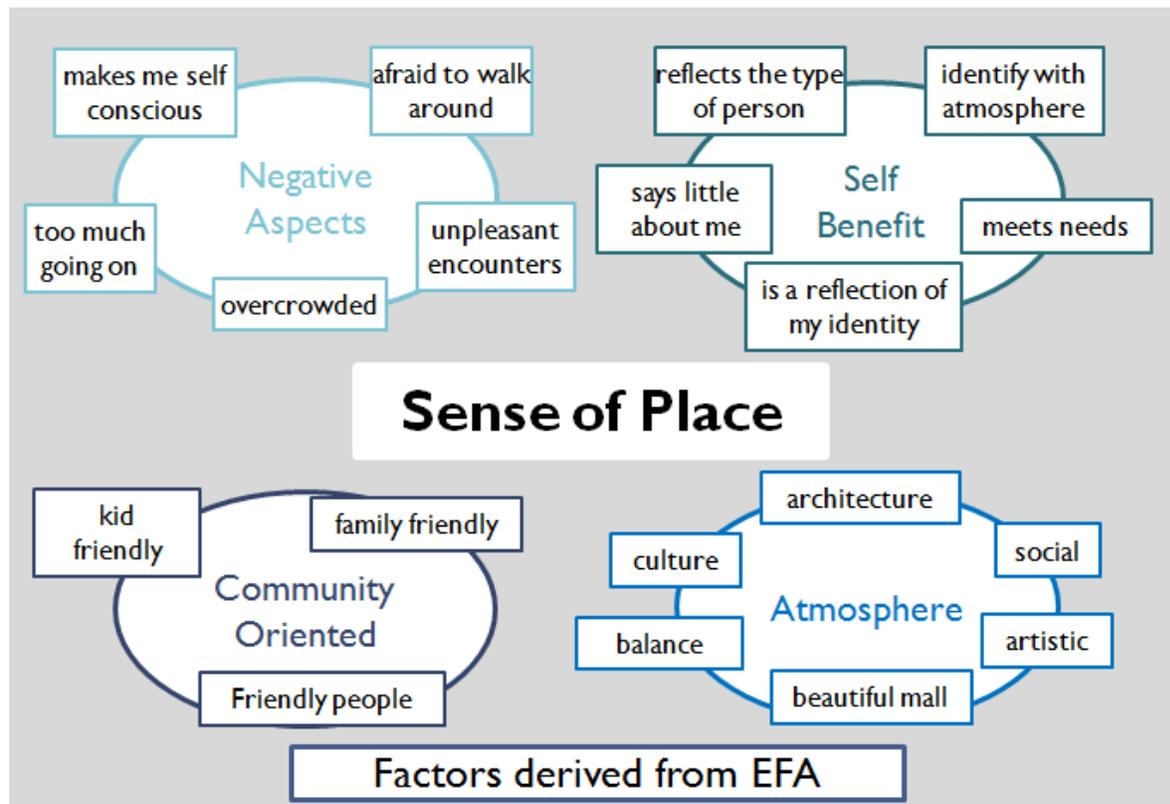 makes me self
conscious
afraid to walk
around
Negative
Aspects
too much
going on
unpleasant
encounters
overcrowded
reflects the type
of person
identify with
atmosphere
says little
about me
Self
Benefit
meets needs
is a reflection of
my identity
Sense of Place
kid
friendly
family friendly
Community
Oriented
Friendly people
architecture
culture
social
Atmosphere
balance
artistic
beautiful mall
Factors derived from EFA